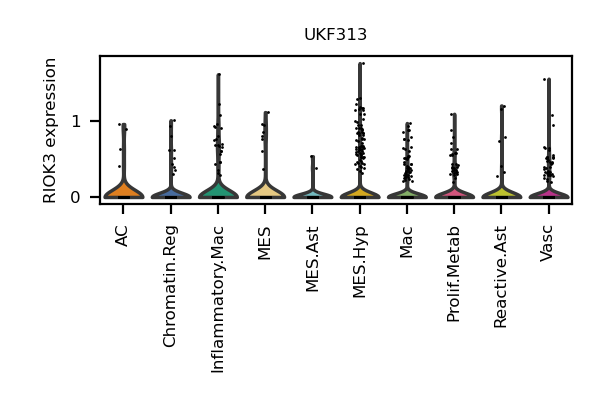 UKF313
RIOK3 expression
1
0
AC
Chromatin.Reg
Inflammatory.Mac
MES
MES.Ast
MES.Hyp
Mac
Prolif.Metab
Reactive.Ast
Vasc